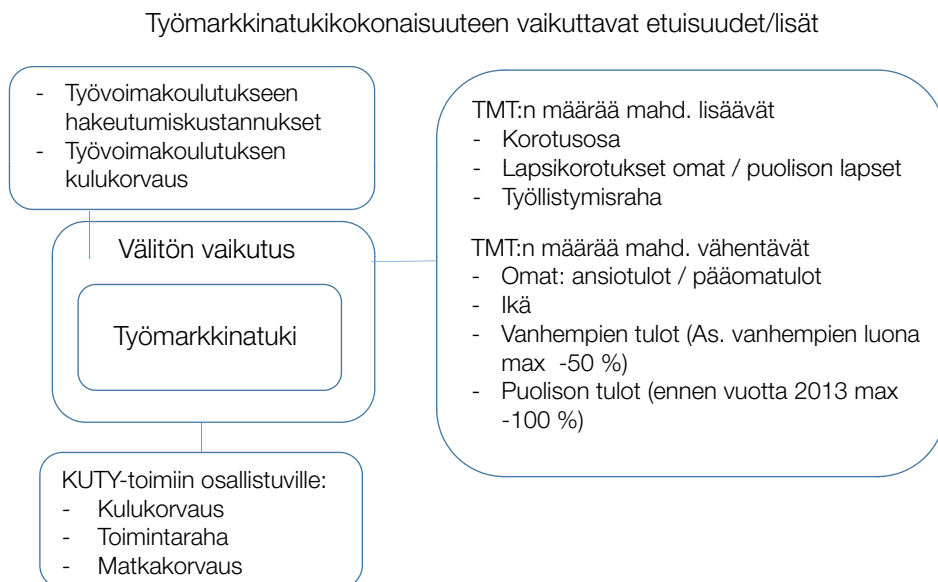 Työmarkkinatukikokonaisuuteen vaikuttavat etuisuudet/lisät
- Työvoimakoulutukseen
hakeutumiskustannukset
- Työvoimakoulutuksen
kulukorvaus
Välitön vaikutus
Työmarkkinatuki
KUTY-toimiin osallistuville:
- Kulukorvaus
- Toimintaraha
- Matkakorvaus
TMT:n määrää mahd. lisäävät
- Korotusosa
- Lapsikorotukset omat / puolison lapset
- Työllistymisraha
TMT:n määrää mahd. vähentävät
- Omat: ansiotulot / pääomatulot
- Ikä
- Vanhempien tulot (As. vanhempien luona
max -50 %)
- Puolison tulot (ennen vuotta 2013 max
-100 %)